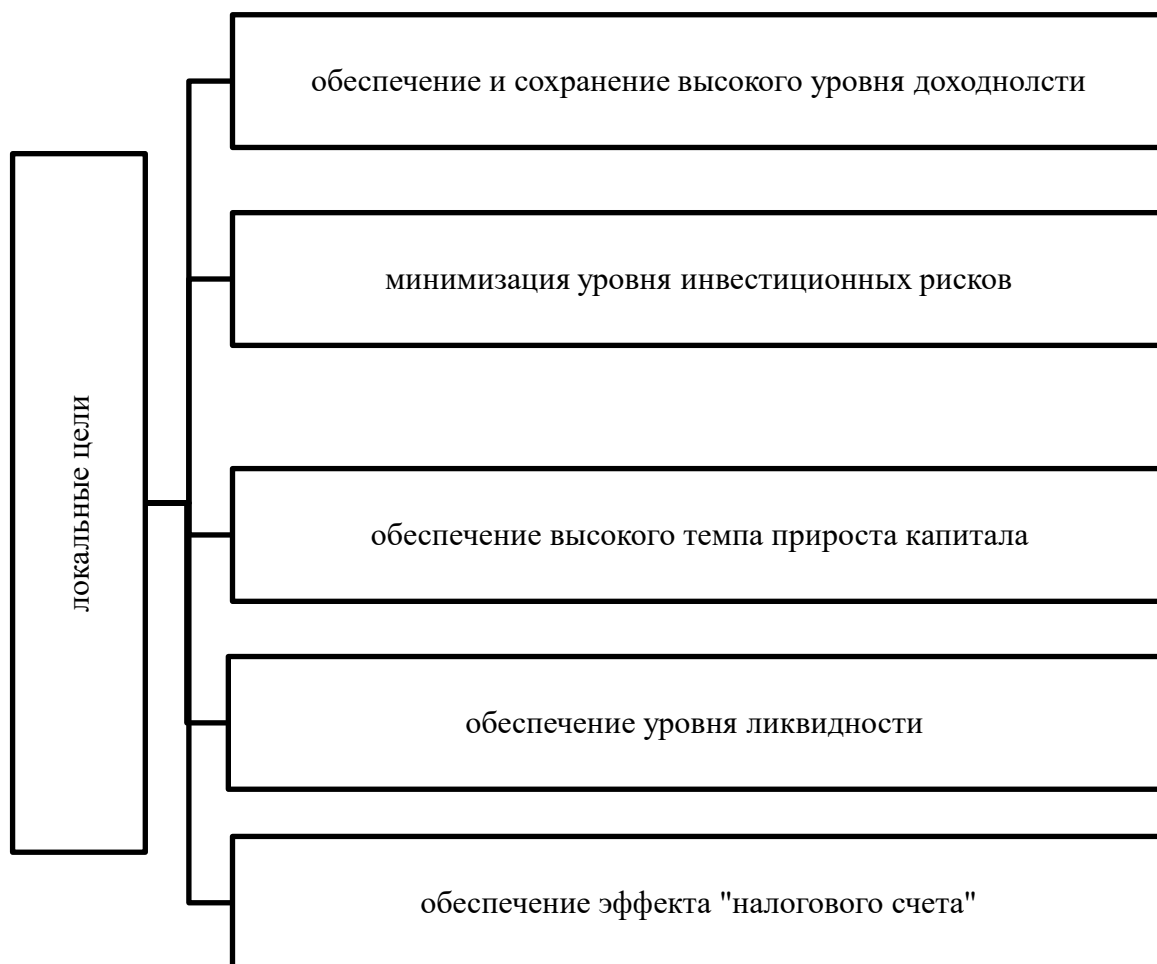 обеспечение и сохранение высокого уровня доходнолсти
минимизация уровня инвестиционных рисков
локальные цели
обеспечение высокого темпа прироста капитала
обеспечение уровня ликвидности
обеспечение эффекта "налогового счета"